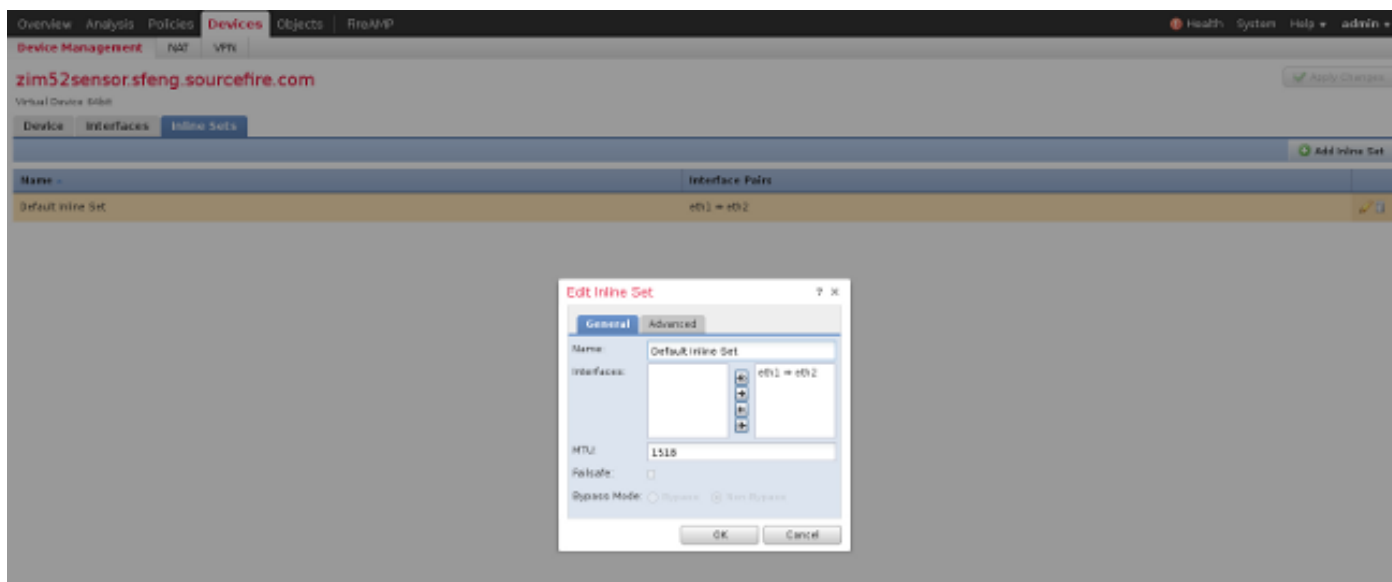 Overview Analysis Policies Devices Objects FireAMP Health System Help admin
Device Management NAT VPN
zim52sensor.sfeng.sourcefire.com
Apply Changes
Virtual Device 64bit
Device Interfaces Inline Sets
Add Inline Set
Name Interface Pairs
Default Inline Set eth1 ↔ eth2
Edit Inline Set ? ×
General Advanced
Name: Default Inline Set
Interfaces: eth1 ↔ eth2
MTU: 1518
Failsafe:
Bypass Mode: Bypass Non-Bypass
OK Cancel